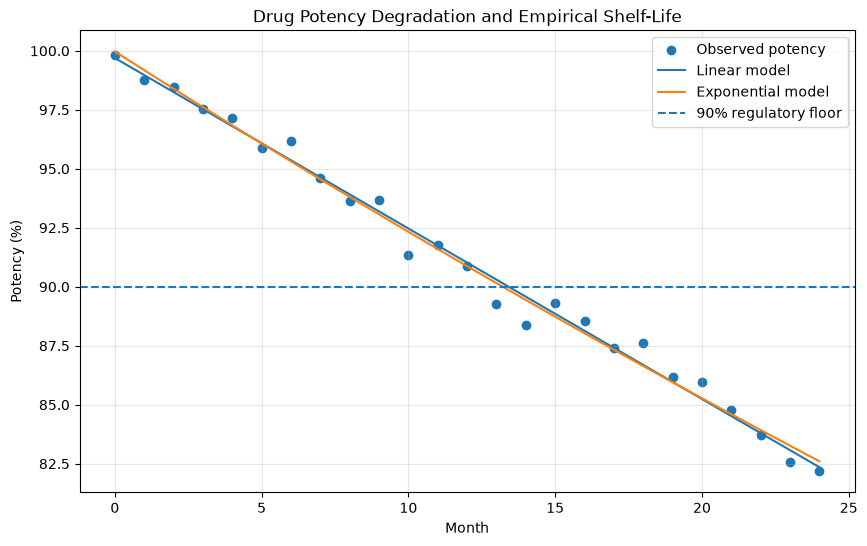 Drug Potency Degradation and Empirical Shelf-Life
Observed potency
Linear model
Exponential model
90% regulatory floor
Potency (%)
100.0
97.5
95.0
92.5
90.0
87.5
85.0
82.5
0 5 10 15 20 25
Month